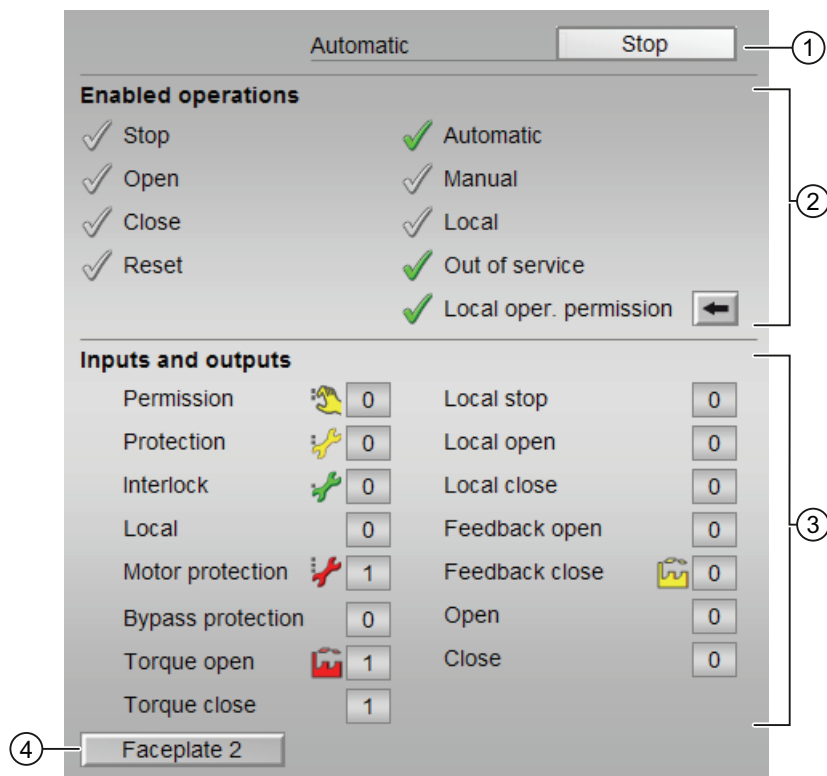 Automatic Stop 1
Enabled operations
Stop Automatic
Open Manual
2
Close Local
Reset Out of service
Local oper. permission
Inputs and outputs
Permission 0 Local stop 0
Protection 0 Local open 0
Interlock 0 Local close 0
Local 0 Feedback open 0
3
Motor protection 1 Feedback close 0
Bypass protection 0 Open 0
Torque open 1 Close 0
Torque close 1
4 Faceplate 2